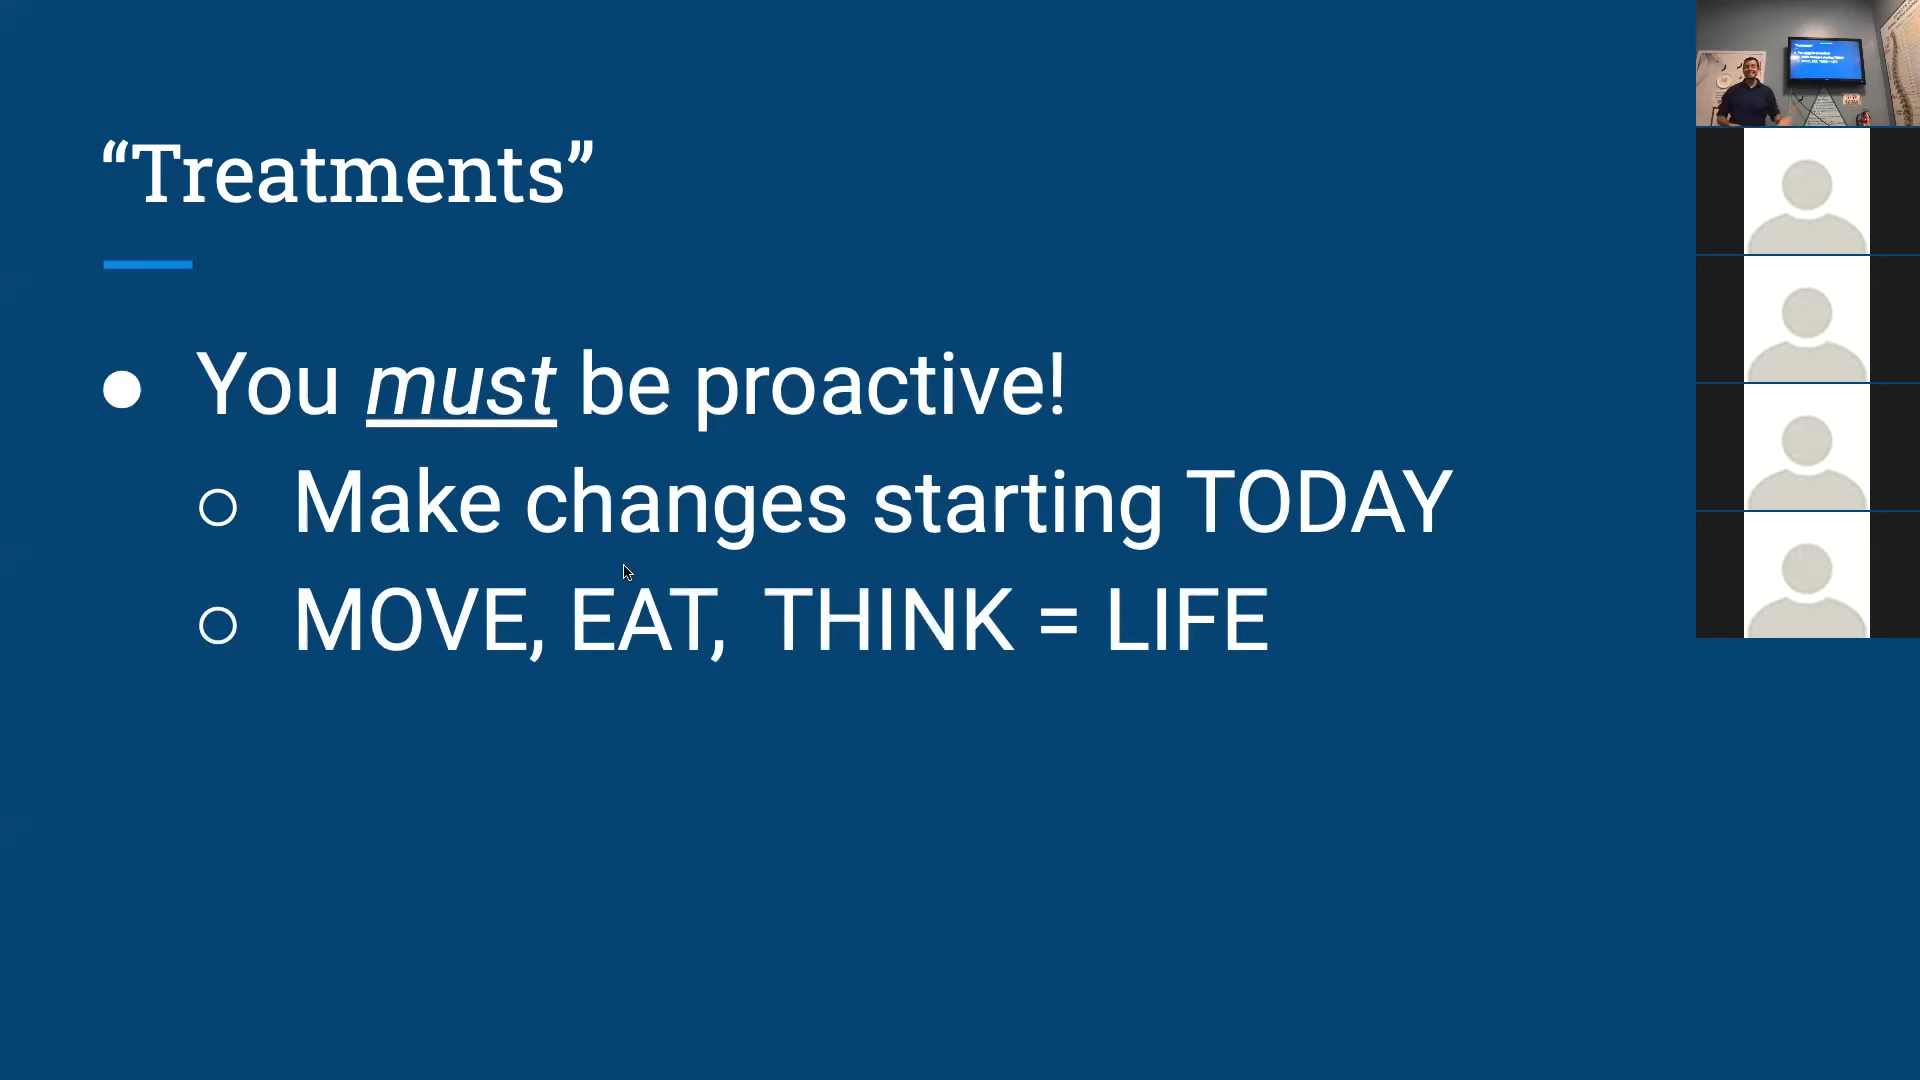 “Treatments”
● You must be proactive!
○ Make changes starting TODAY
○ MOVE, EAT, THINK = LIFE